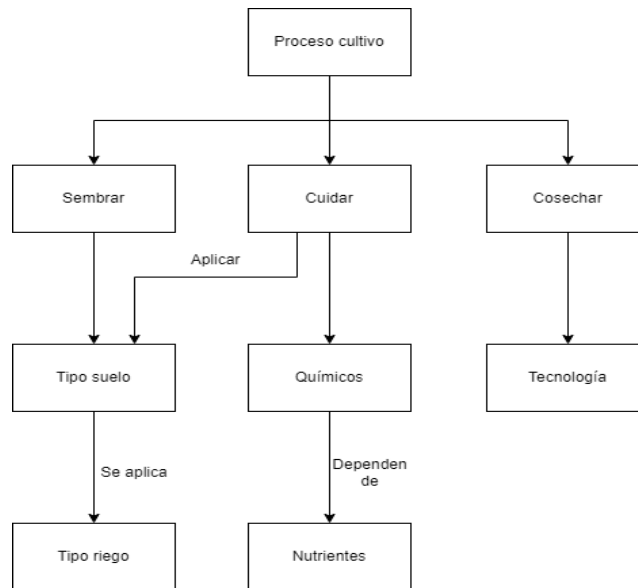 Proceso cultivo
Sembrar
Cuidar
Cosechar
Aplicar
Tipo suelo
Químicos
Tecnología
Se aplica
Dependen
de
Tipo riego
Nutrientes